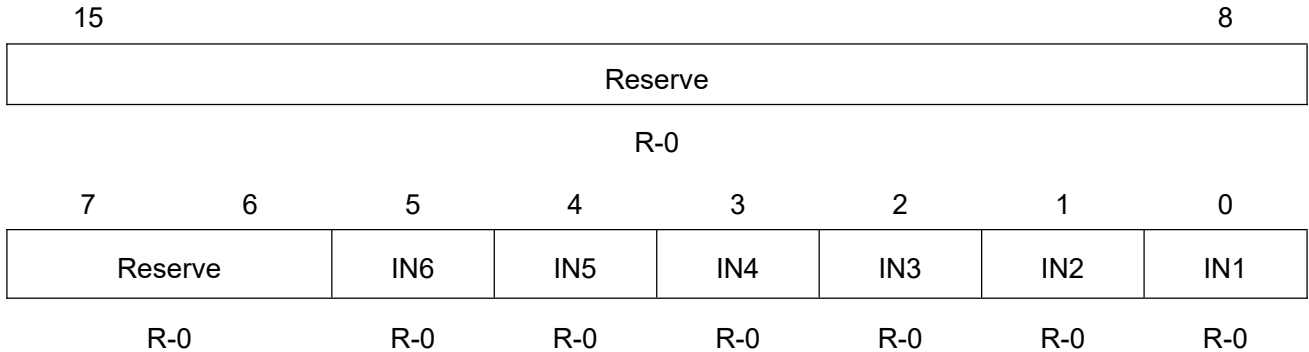 15 8
Reserve
R-0
7 6 5 4 3 2 1 0
Reserve IN6 IN5 IN4 IN3 IN2 IN1
R-0 R-0 R-0 R-0 R-0 R-0 R-0